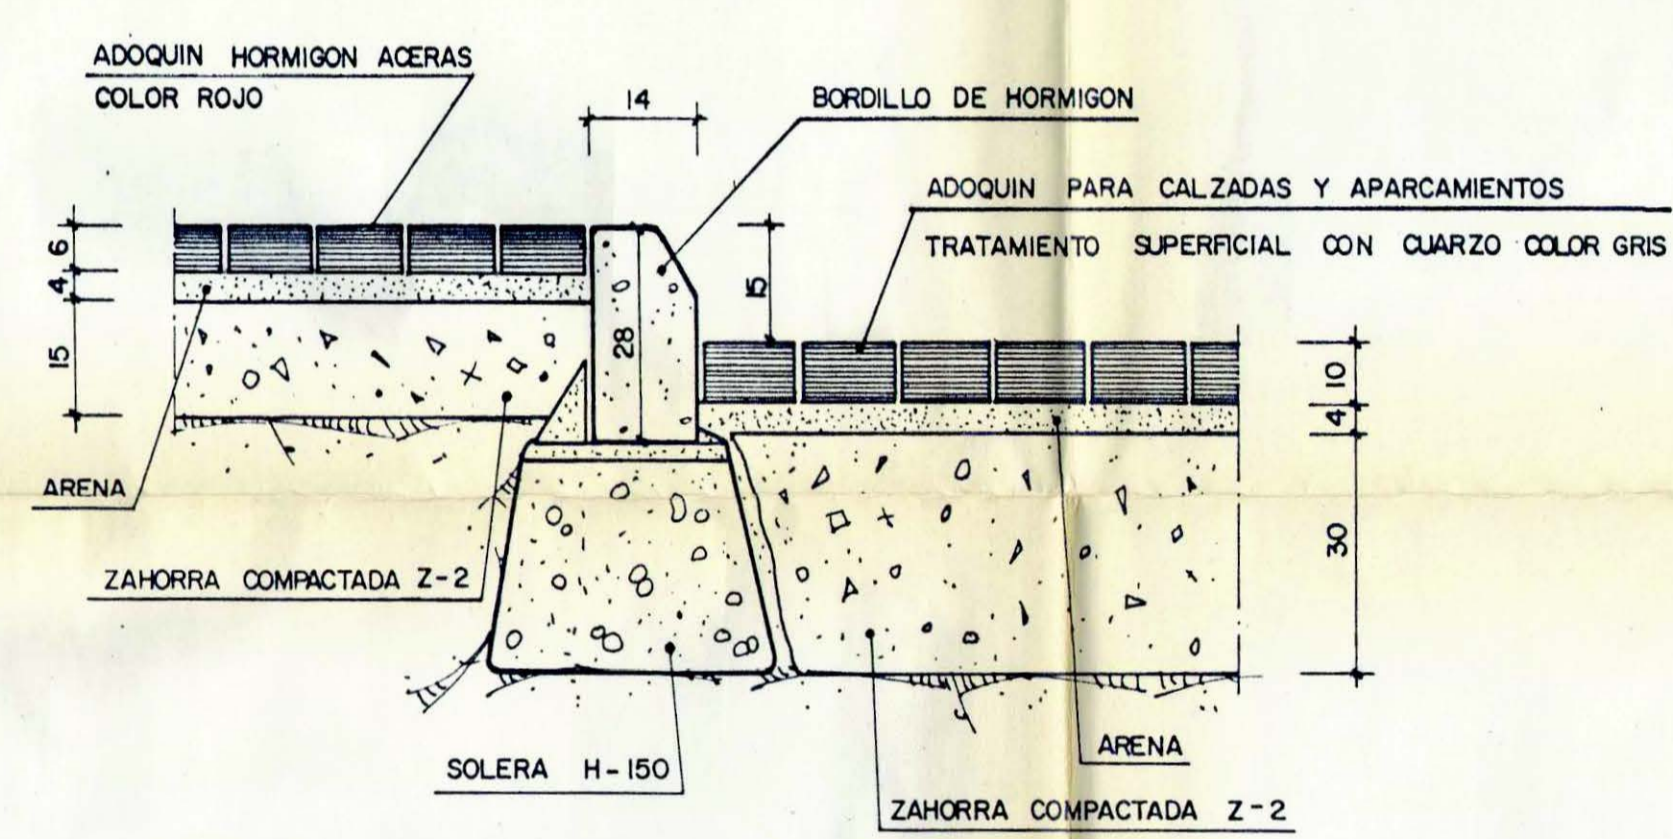 ADOQUIN HORMIGON ACERAS
COLOR ROJO
14
BORDILLO DE HORMIGON
ADOQUIN PARA CALZADAS Y APARCAMIENTOS
TRATAMIENTO SUPERFICIAL CON CUARZO COLOR GRIS
6
4
15
15
28
10
4
30
ARENA
ZAHORRA COMPACTADA Z-2
SOLERA H-150
ARENA
ZAHORRA COMPACTADA Z-2